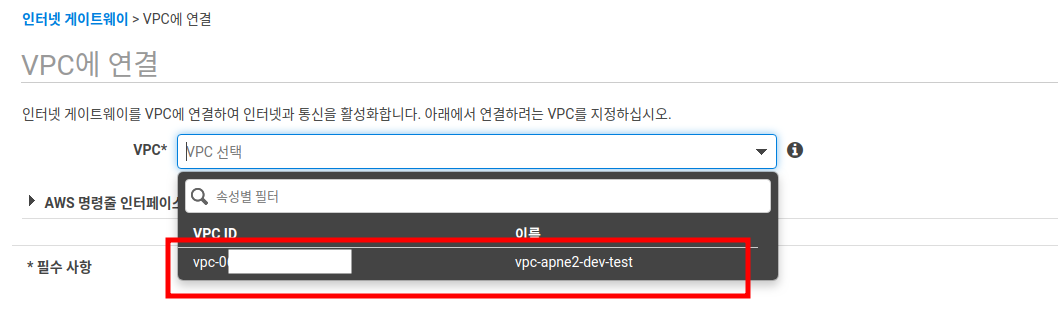 인터넷 게이트웨이 > VPC에 연결
VPC에 연결
인터넷 게이트웨이를 VPC에 연결하여 인터넷과 통신을 활성화합니다. 아래에서 연결하려는 VPC를 지정하십시오.
VPC* VPC 선택
속성별 필터
AWS 명령줄 인터페이스
VPC ID 이름
vpc-0 vpc-apne2-dev-test
* 필수 사항